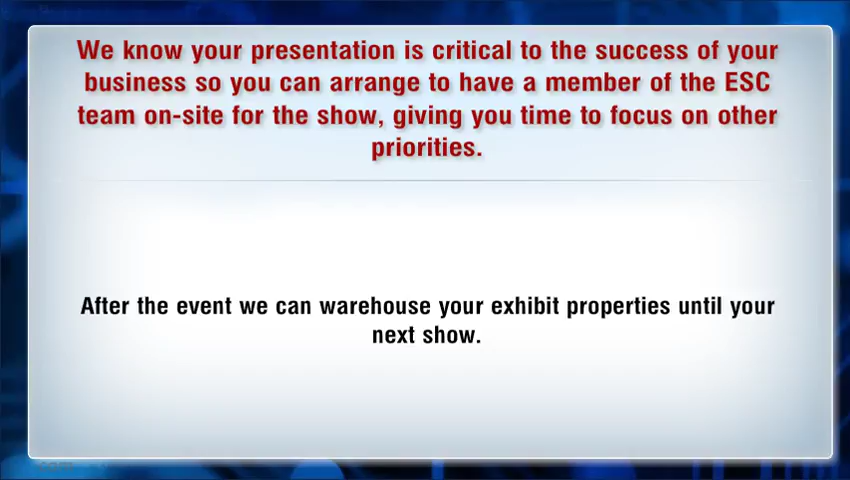 We know your presentation is critical to the success of your
business so you can arrange to have a member of the ESC
team on-site for the show, giving you time to focus on other
priorities.
After the event we can warehouse your exhibit properties until your
next show.